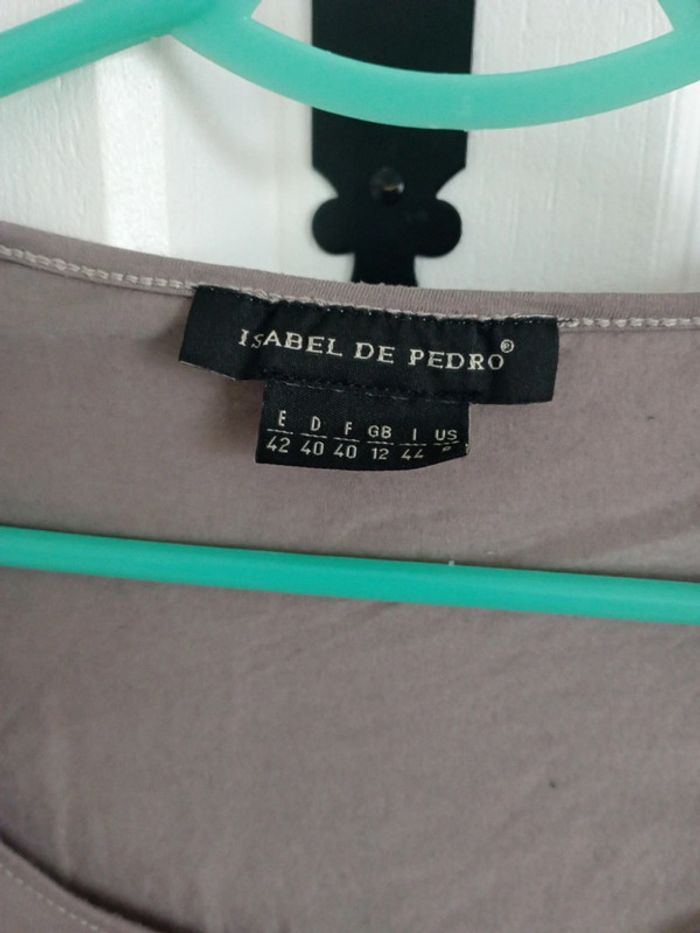 ISABEL DE PEDRO®
E D F GB I US
42 40 40 12 44